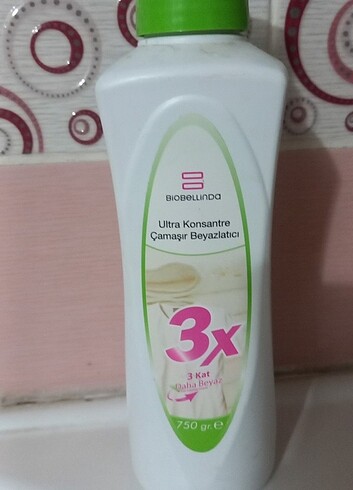 BIOBELLINDA
Ultra Konsantre
Çamaşır Beyazlatıcı
3x
3 Kat
Daha Beyaz
750 gr. ℮